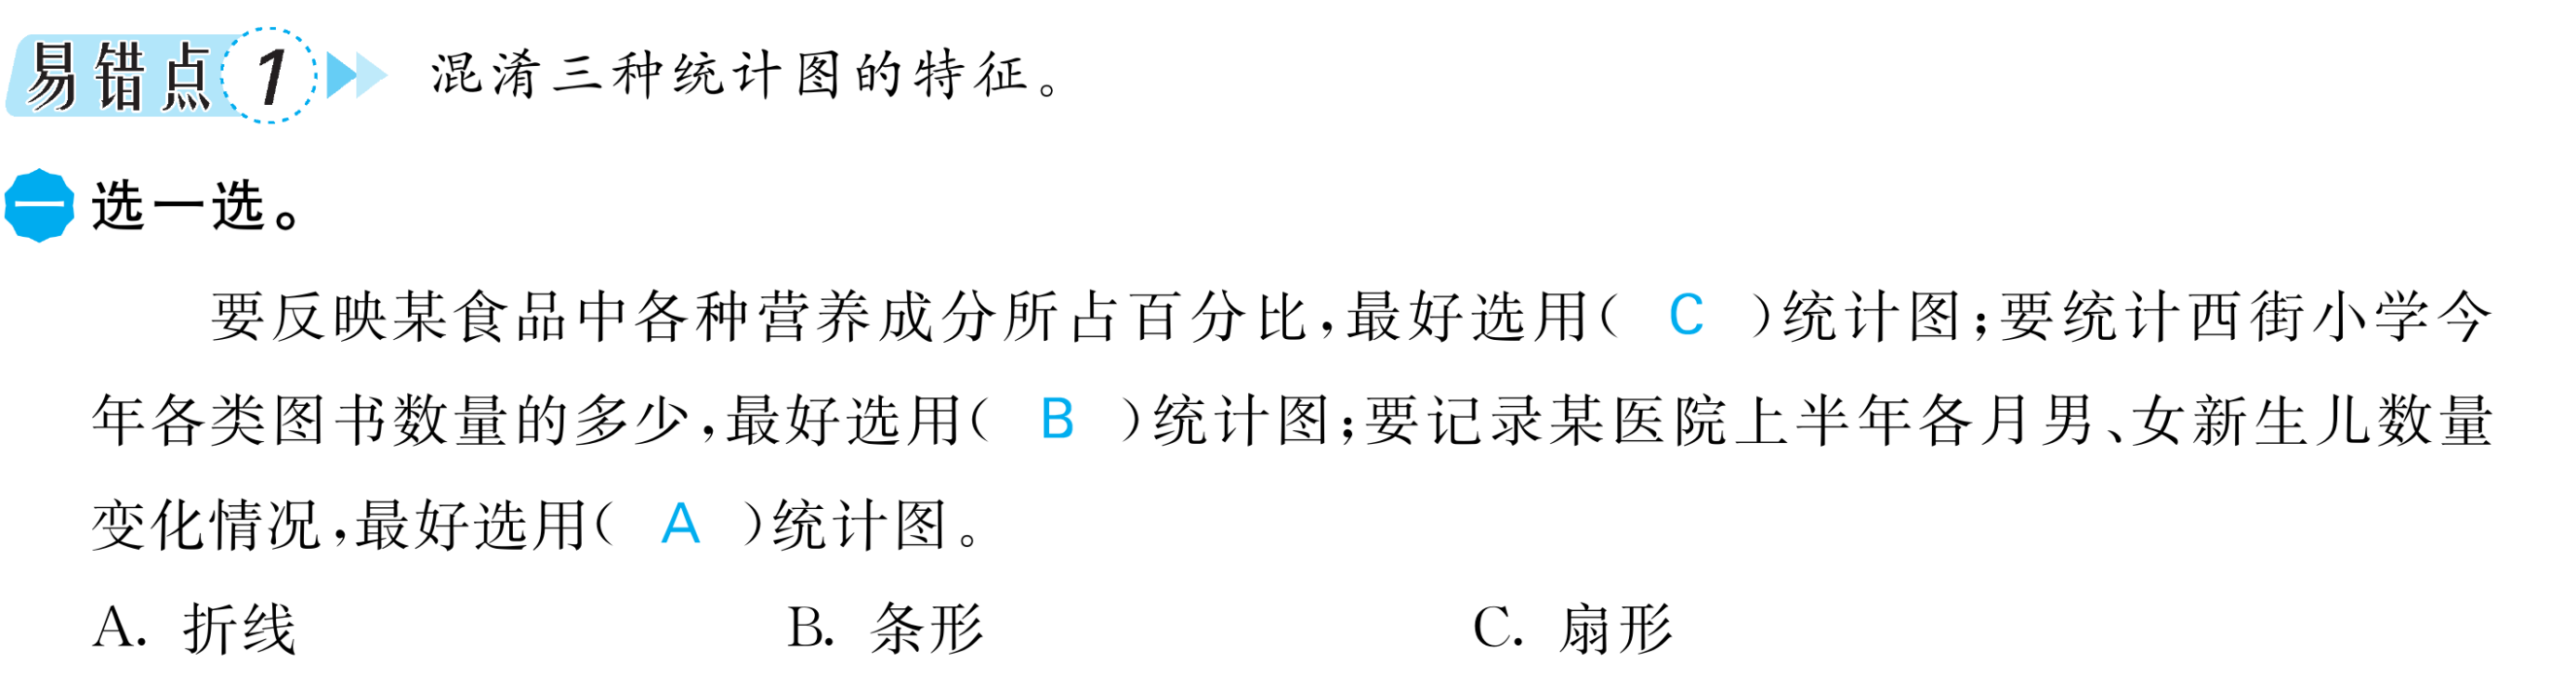 易错点1 混淆三种统计图的特征。
一 选一选。
要反映某食品中各种营养成分所占百分比,最好选用( C )统计图;要统计西街小学今
年各类图书数量的多少,最好选用( B )统计图;要记录某医院上半年各月男、女新生儿数量
变化情况,最好选用( A )统计图。
A. 折线 B. 条形 C. 扇形